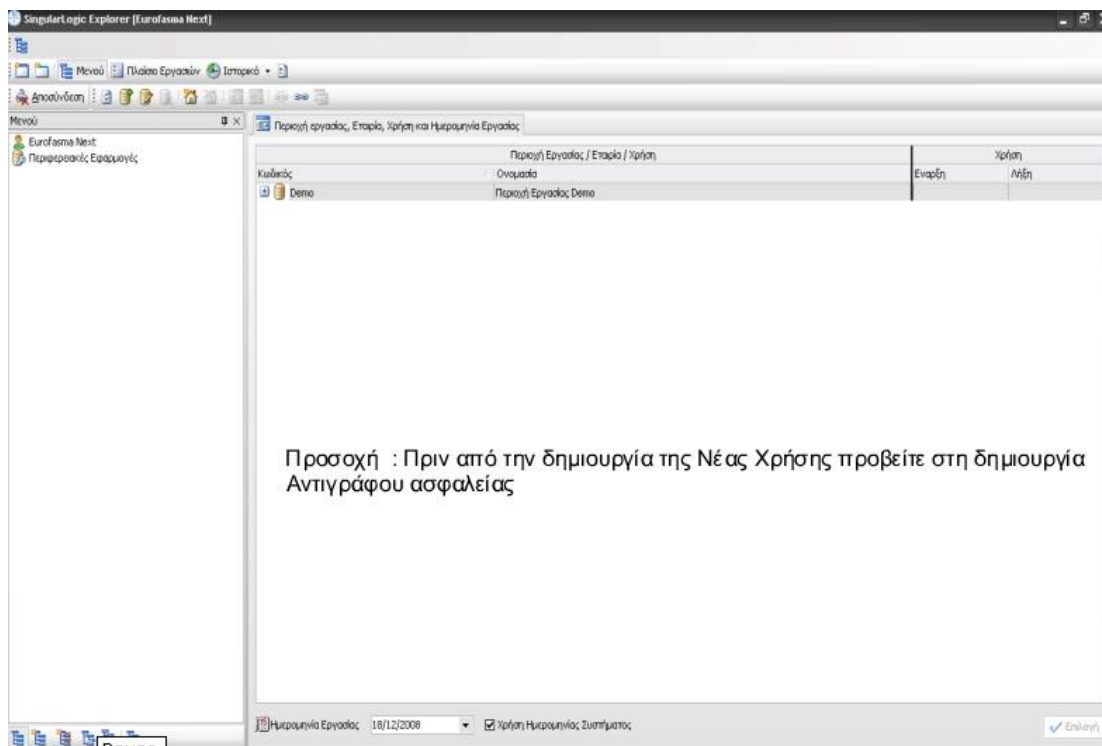 SingularLogic Explorer [Eurofasma Next]
Μενού Πλαίσιο Εργασιών Ιστορικό
Αποσύνδεση
Μενού
Eurofasma Next
Περιφερειακές Εφαρμογές
Περιοχή εργασίας, Εταιρία, Χρήση και Ημερομηνία Εργασίας
Περιοχή Εργασίας / Εταιρία / Χρήση Χρήση
Κωδικός Ονομασία Εναρξη Λήξη
Demo Περιοχή Εργασίας Demo
Προσοχή : Πριν από την δημιουργία της Νέας Χρήσης προβείτε στη δημιουργία
Αντιγράφου ασφαλείας
Ημερομηνία Εργασίας 18/12/2008 Χρήση Ημερομηνίας Συστήματος Επιλογή